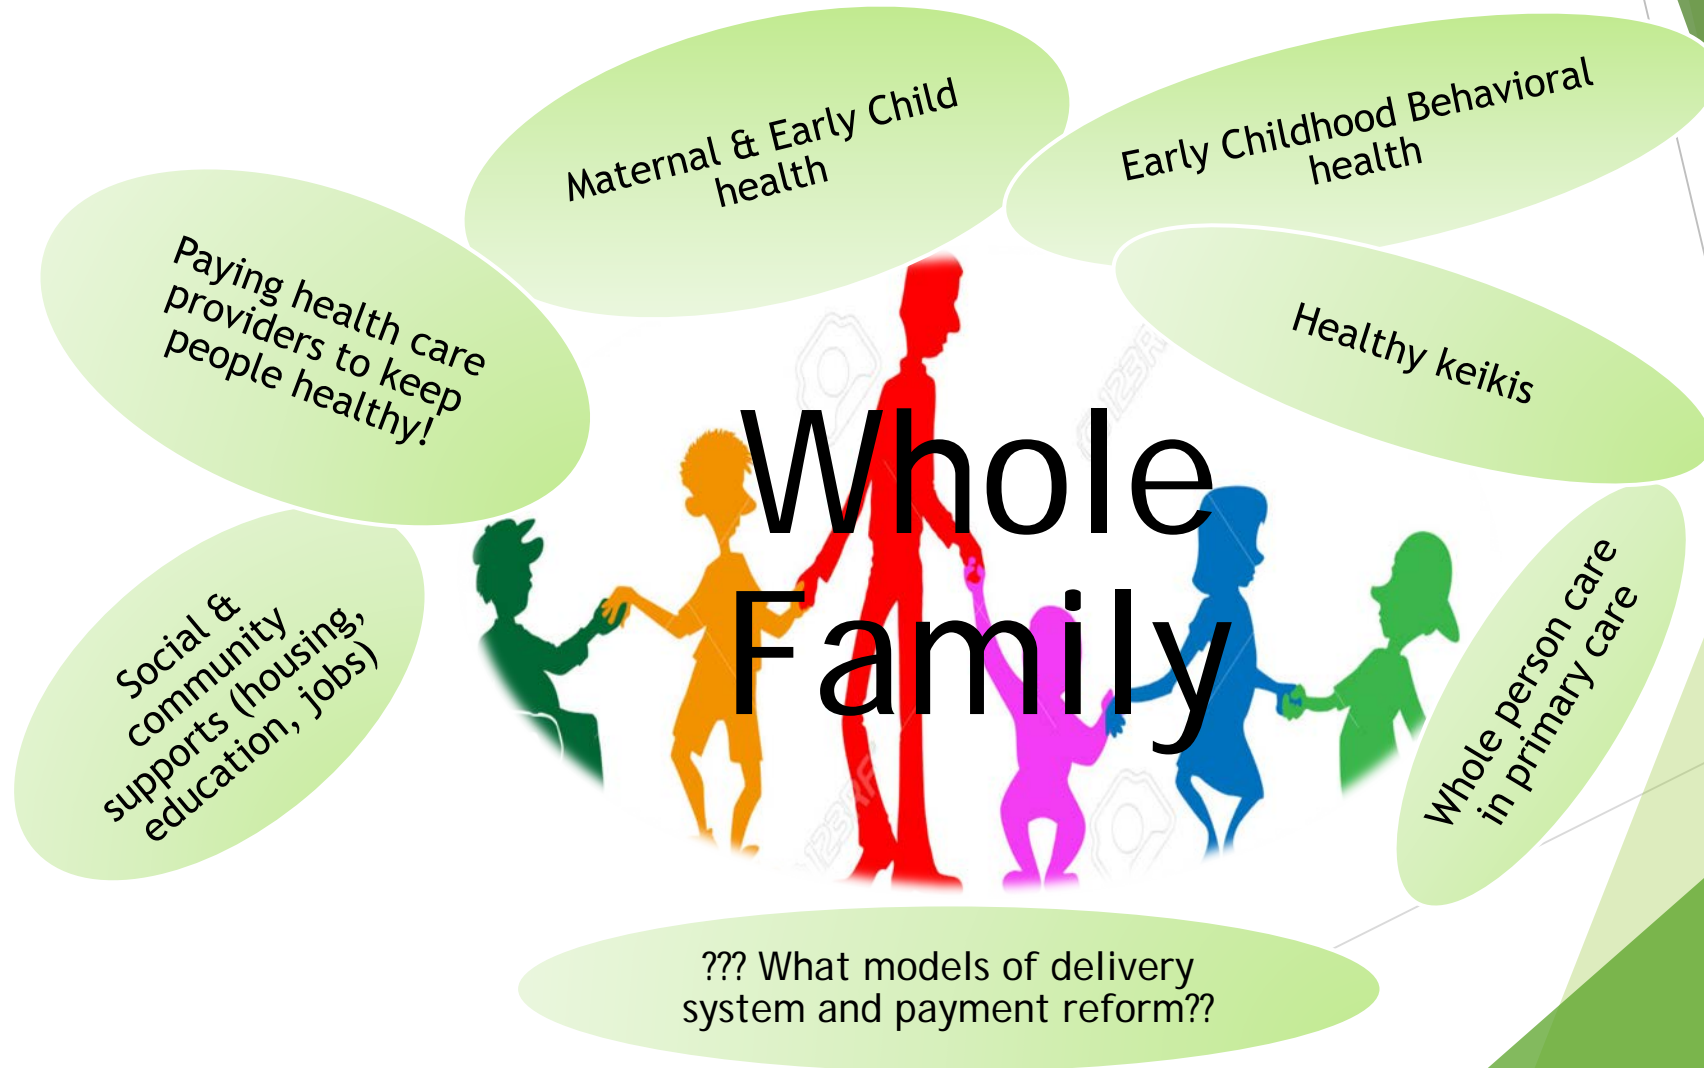 Maternal & Early Child
health
Early Childhood Behavioral
health
Paying health care
providers to keep
people healthy!
Healthy keikis
Whole
Family
Social &
community
supports (housing,
education, jobs)
Whole person care
in primary care
??? What models of delivery
system and payment reform??